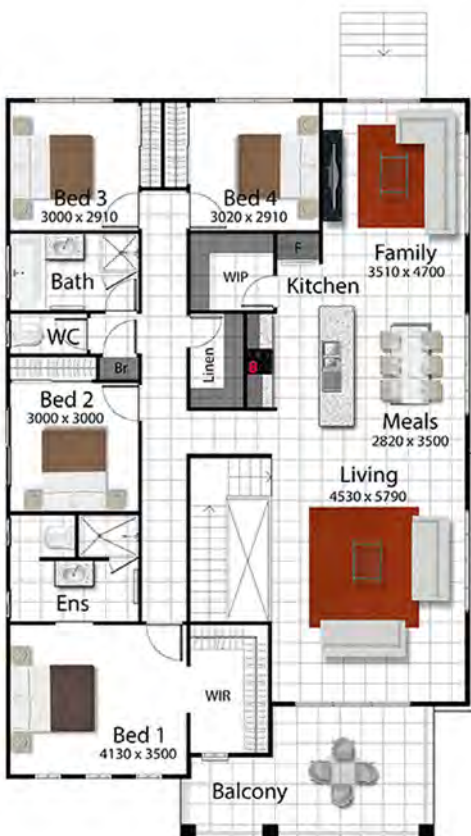 Bed 3
3000 x 2910
Bed 4
3020 x 2910
Family
3510 x 4700
F
WIP
Kitchen
Bath
WC
Linen
Br
Bed 2
3000 x 3000
Meals
2820 x 3500
Living
4530 x 5790
Ens
WIR
Bed 1
4130 x 3500
Balcony